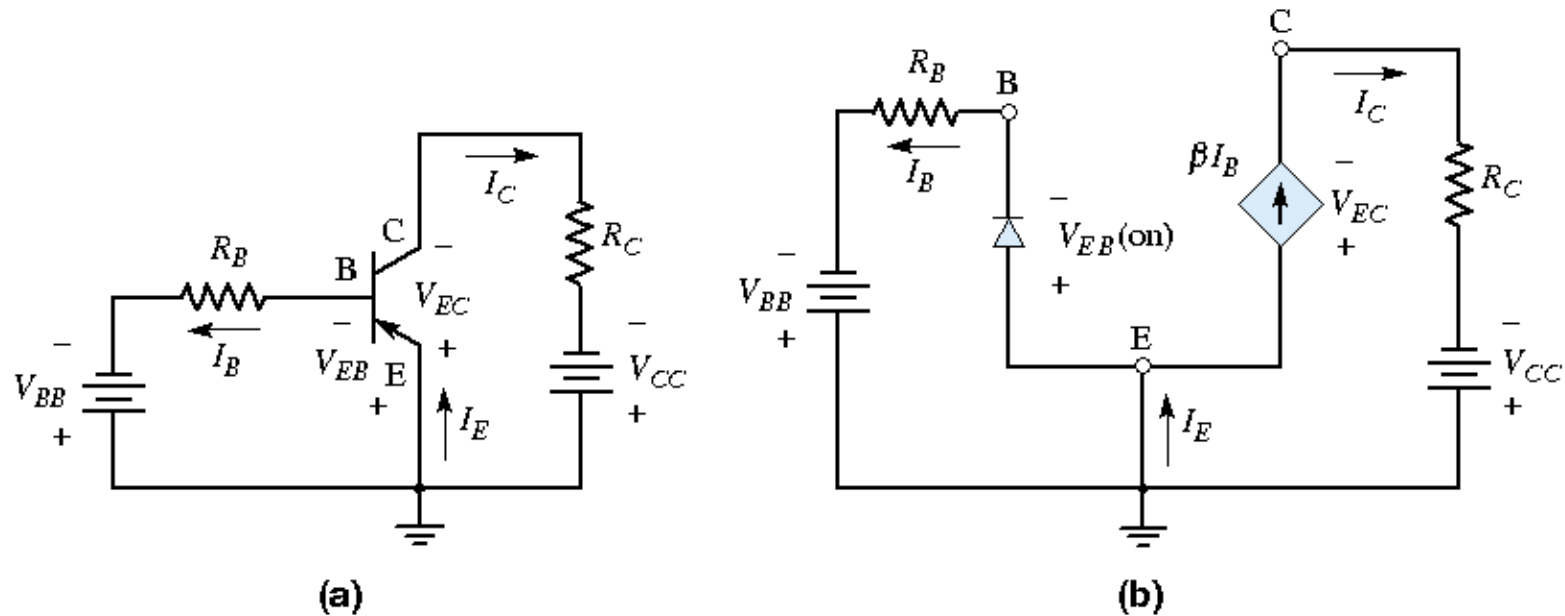 I_C
C
−
R_B
B
R_C
V_EC
−
−
I_B
−
V_EB
E
+
+
V_BB
V_CC
+
+
I_E
(a)
C
R_B
B
I_C
I_B
βI_B
−
R_C
−
V_EB(on)
V_EC
+
−
V_BB
+
+
E
−
V_CC
+
I_E
(b)